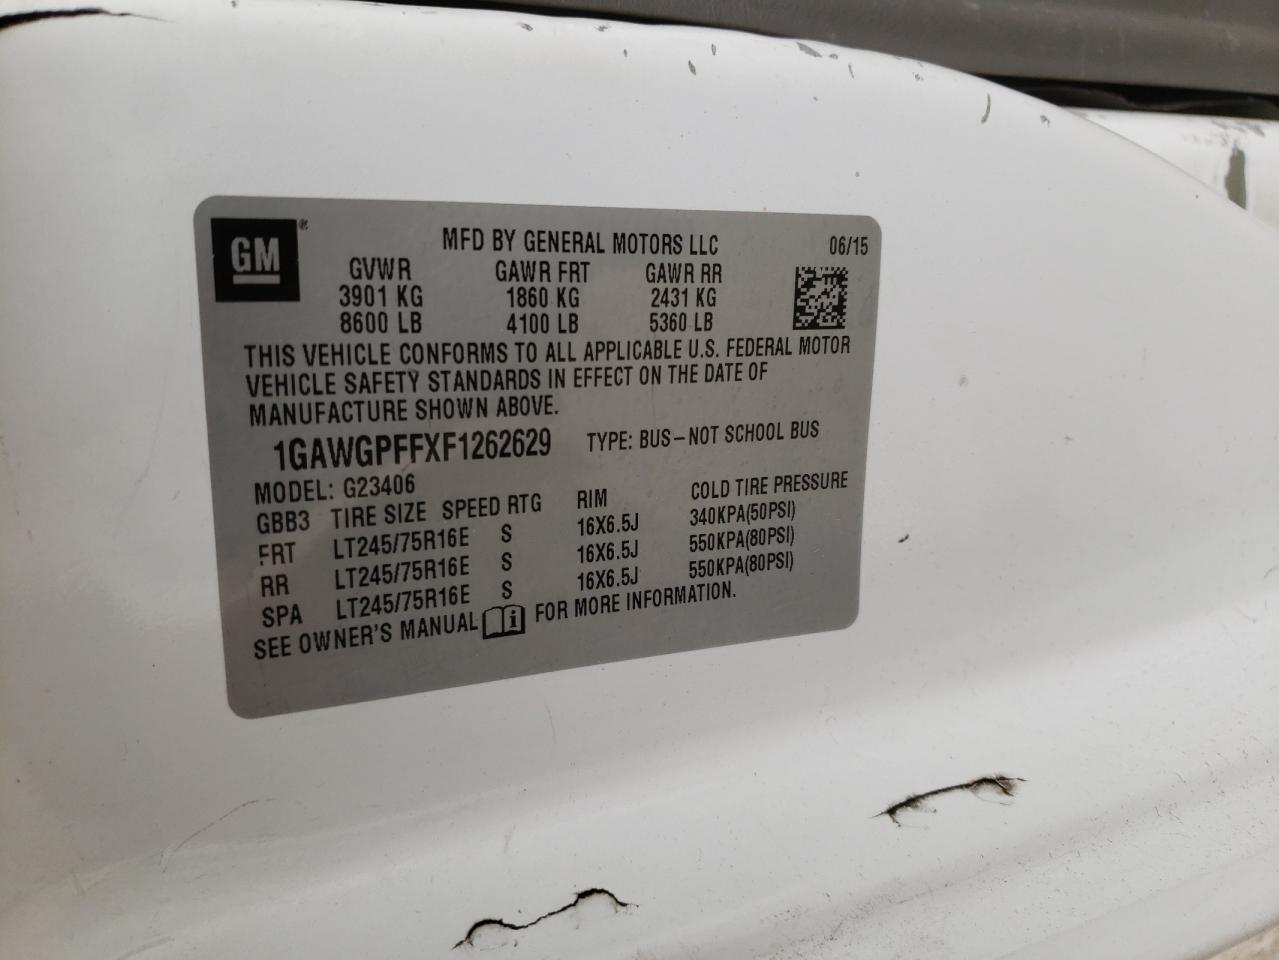 GM ®
MFD BY GENERAL MOTORS LLC 06/15
GVWR GAWR FRT GAWR RR
3901 KG 1860 KG 2431 KG
8600 LB 4100 LB 5360 LB
THIS VEHICLE CONFORMS TO ALL APPLICABLE U.S. FEDERAL MOTOR
VEHICLE SAFETY STANDARDS IN EFFECT ON THE DATE OF
MANUFACTURE SHOWN ABOVE.
1GAWGPFFXF1262629 TYPE: BUS–NOT SCHOOL BUS
MODEL: G23406
GBB3 TIRE SIZE SPEED RTG RIM COLD TIRE PRESSURE
FRT LT245/75R16E S 16X6.5J 340KPA(50PSI)
RR LT245/75R16E S 16X6.5J 550KPA(80PSI)
SPA LT245/75R16E S 16X6.5J 550KPA(80PSI)
SEE OWNER'S MANUAL i FOR MORE INFORMATION.